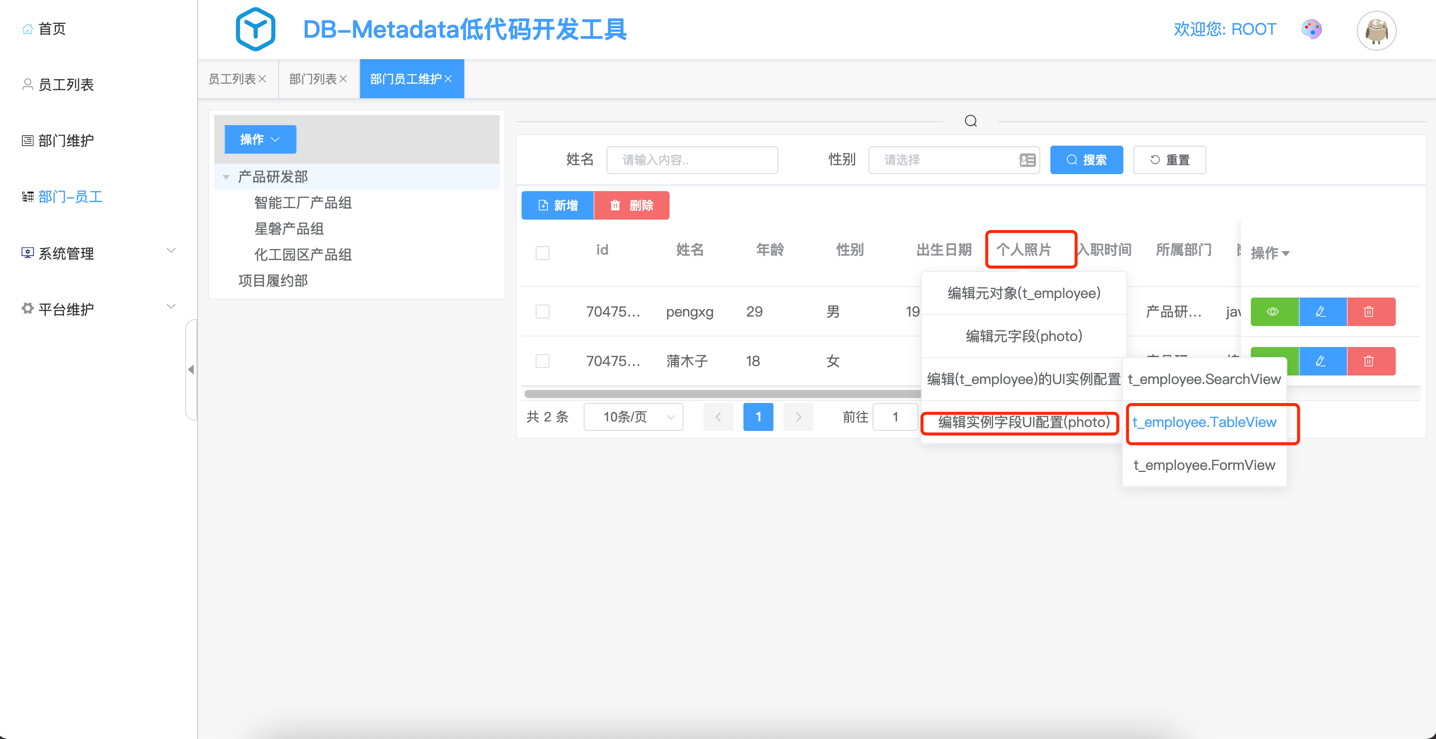 首页
员工列表
部门维护
部门-员工
系统管理
平台维护
DB-Metadata低代码开发工具
欢迎您: ROOT
员工列表× 部门列表× 部门员工维护×
操作
产品研发部
智能工厂产品组
星磐产品组
化工园区产品组
项目履约部
姓名 请输入内容.. 性别 请选择 搜索 重置
新增 删除
id 姓名 年龄 性别 出生日期 个人照片 入职时间 所属部门 操作
70475... pengxg 29 男 19 产品研... jav
70475... 蒲木子 18 女
共 2 条 10条/页 1 前往 1
编辑元对象(t_employee)
编辑元字段(photo)
编辑(t_employee)的UI实例配置
编辑实例字段UI配置(photo)
t_employee.SearchView
t_employee.TableView
t_employee.FormView